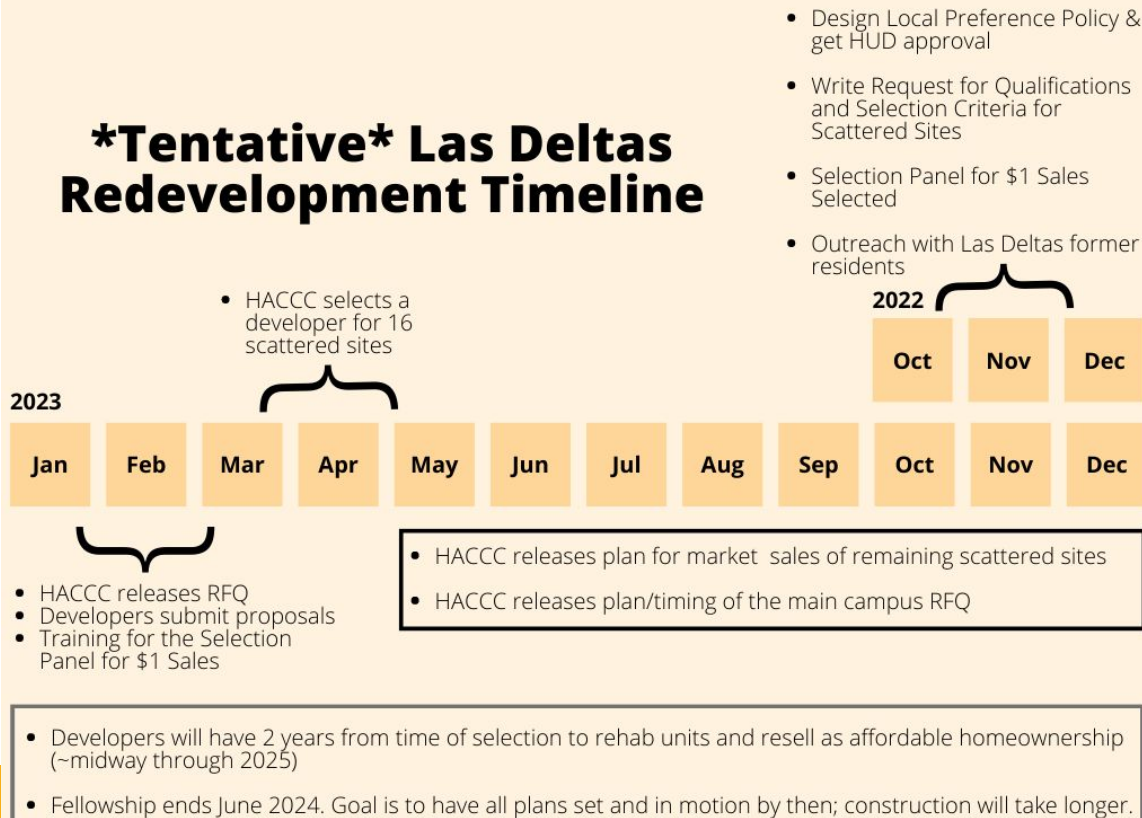 • Design Local Preference Policy &
get HUD approval
• Write Request for Qualifications
and Selection Criteria for
Scattered Sites
• Selection Panel for $1 Sales
Selected
• Outreach with Las Deltas former
residents
*Tentative* Las Deltas
Redevelopment Timeline
• HACCC selects a
developer for 16
scattered sites
2022
Oct Nov Dec
2023
Jan Feb Mar Apr May Jun Jul Aug Sep Oct Nov Dec
• HACCC releases RFQ
• Developers submit proposals
• Training for the Selection
Panel for $1 Sales
• HACCC releases plan for market sales of remaining scattered sites
• HACCC releases plan/timing of the main campus RFQ
• Developers will have 2 years from time of selection to rehab units and resell as affordable homeownership
(~midway through 2025)
• Fellowship ends June 2024. Goal is to have all plans set and in motion by then; construction will take longer.